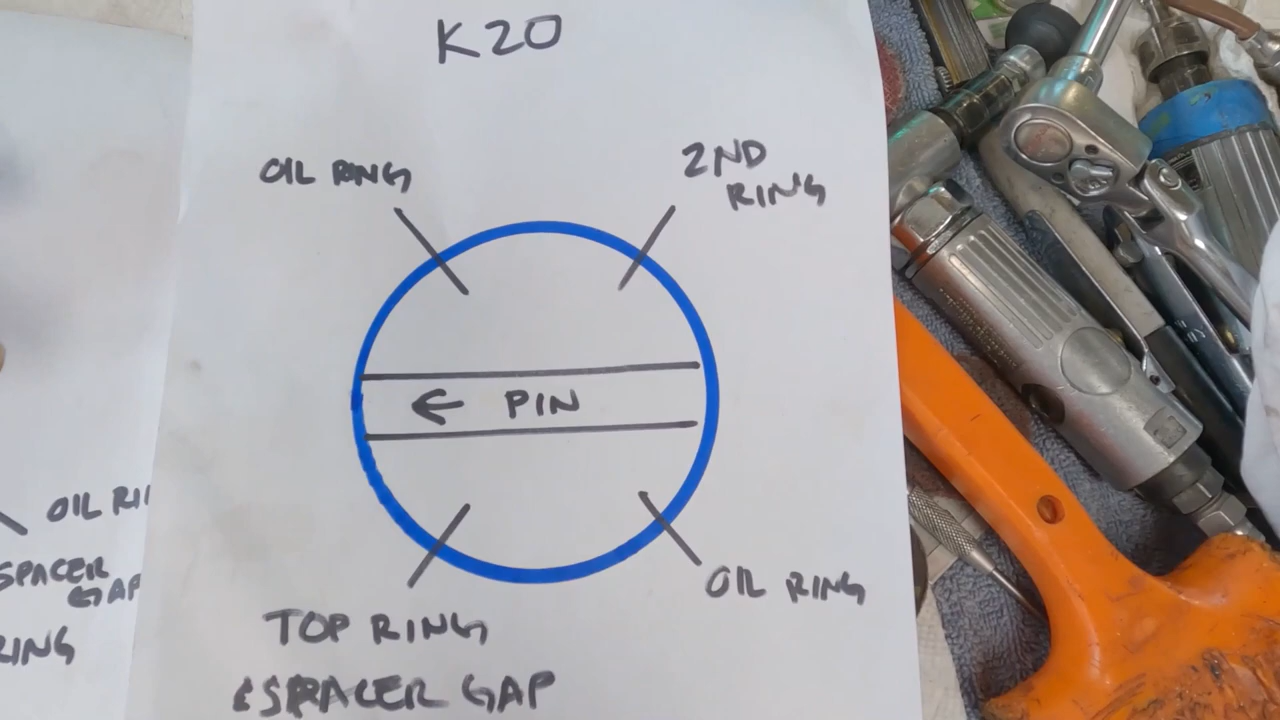 K20
OIL RING
2ND
RING
← PIN
OIL RING
TOP RING
& SPACER GAP
OIL RI
SPACER
GAP
RING